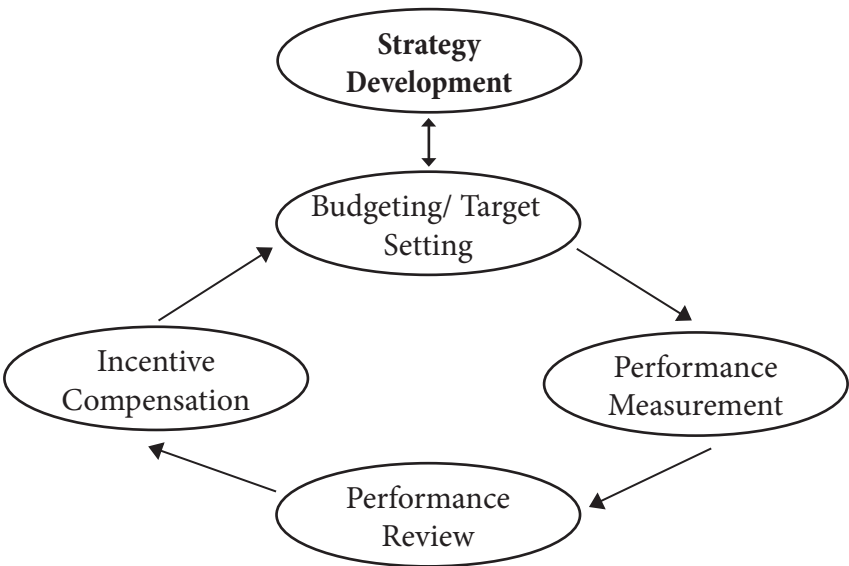 Strategy
Development
Budgeting/ Target
Setting
Incentive
Compensation
Performance
Measurement
Performance
Review